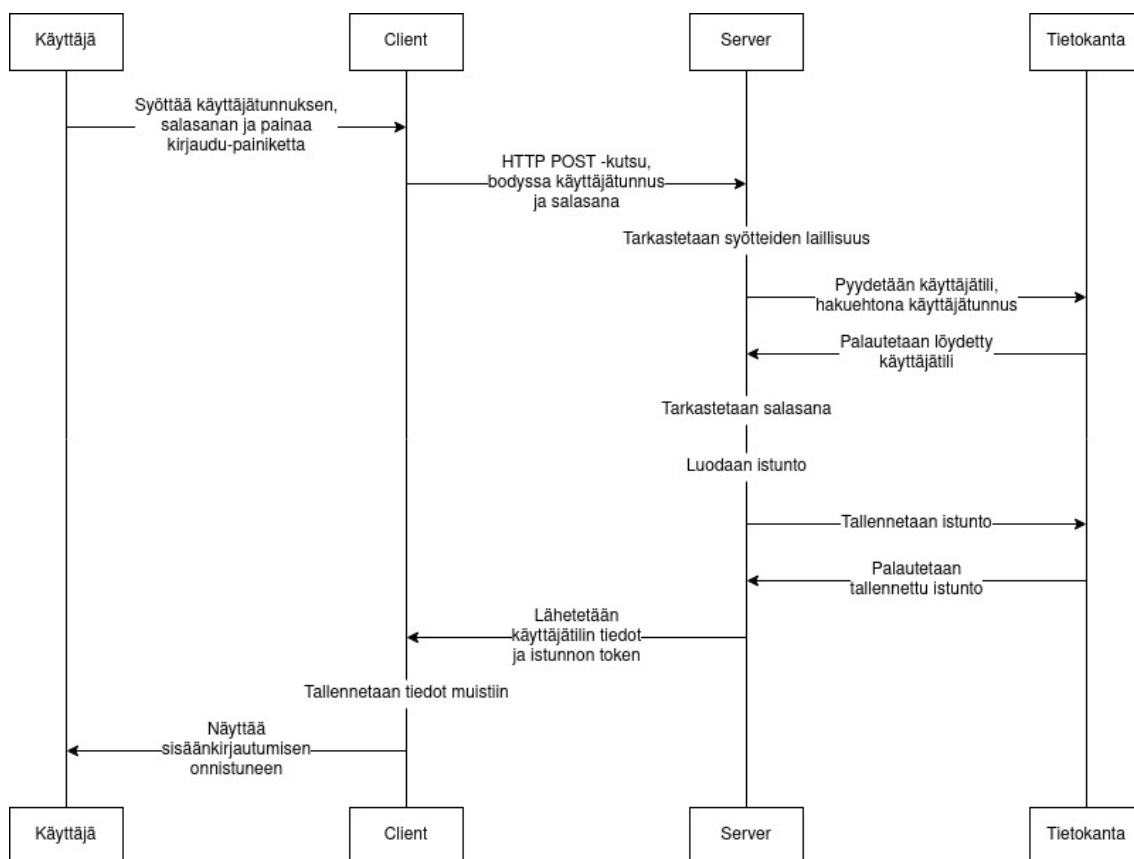 Käyttäjä
Client
Server
Tietokanta
Syöttää käyttäjätunnuksen,
salasanan ja painaa
kirjaudu-painiketta
HTTP POST -kutsu,
bodyssa käyttäjätunnus
ja salasana
Tarkastetaan syötteiden laillisuus
Pyydetään käyttäjätili,
hakuehtona käyttäjätunnus
Palautetaan löydetty
käyttäjätili
Tarkastetaan salasana
Luodaan istunto
Tallennetaan istunto
Palautetaan
tallennettu istunto
Lähetetään
käyttäjätilin tiedot
ja istunnon token
Tallennetaan tiedot muistiin
Näyttää
sisäänkirjautumisen
onnistuneen
Käyttäjä
Client
Server
Tietokanta